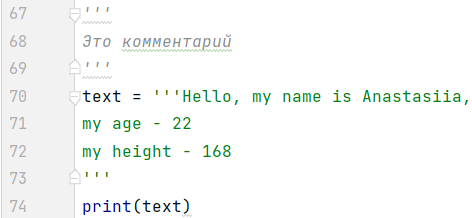 67 '''
68 Это комментарий
69 '''
70 text = '''Hello, my name is Anastasiia,
71 my age - 22
72 my height - 168
73 '''
74 print(text)